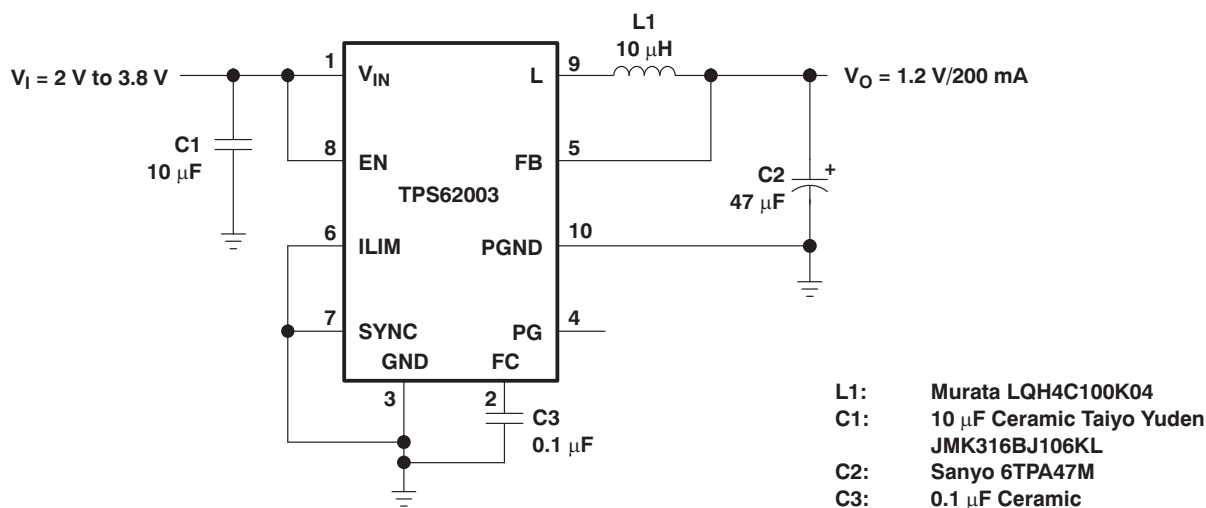 L1
10 μH
V_I = 2 V to 3.8 V
1
V_IN
L
9
V_O = 1.2 V/200 mA
C1
10 μF
8
EN
FB
5
C2
47 μF
+
TPS62003
6
ILIM
PGND
10
7
SYNC
PG
4
GND
FC
3
2
C3
0.1 μF
L1: Murata LQH4C100K04
C1: 10 μF Ceramic Taiyo Yuden
JMK316BJ106KL
C2: Sanyo 6TPA47M
C3: 0.1 μF Ceramic